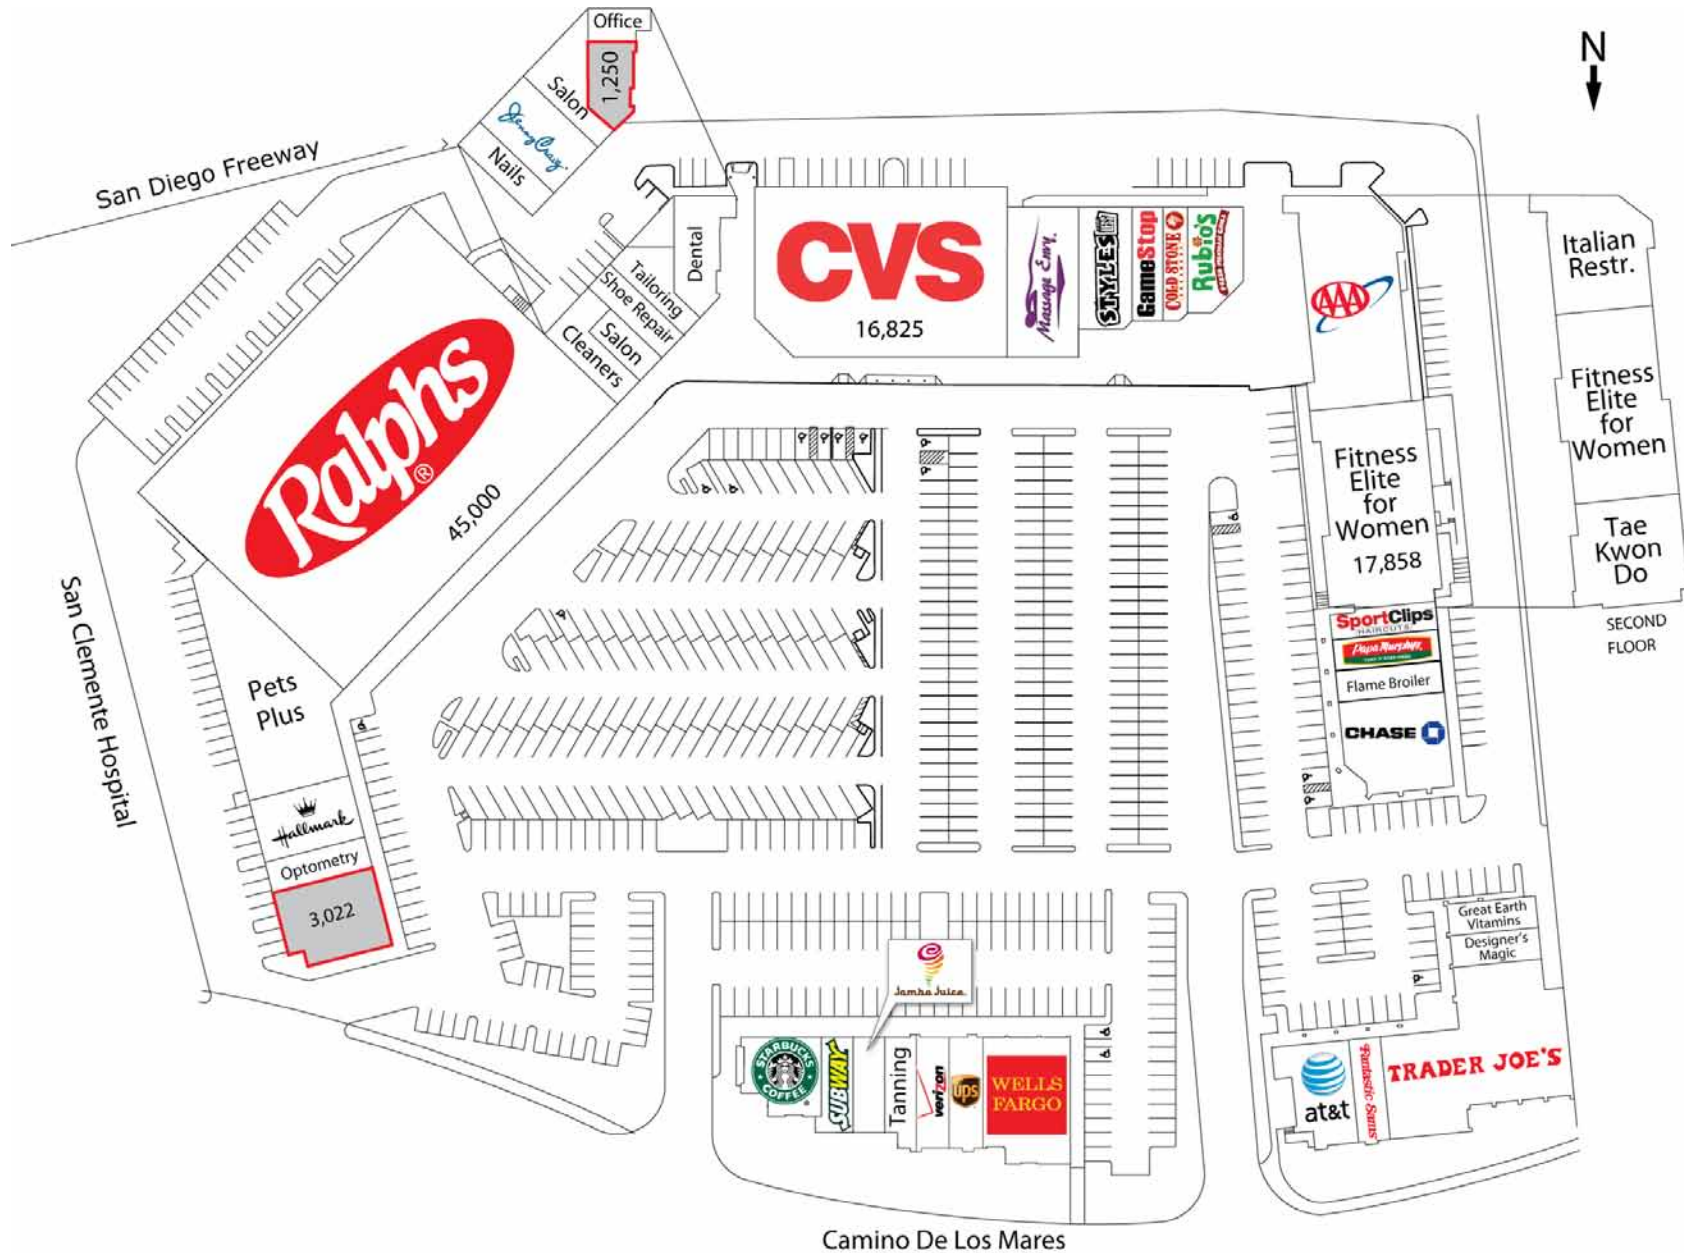 Office
N
1,250
Salon
Jenny Craig
Nails
San Diego Freeway
Dental
CVS
16,825
Massage Envy
STYLES
GameStop
COLD STONE
Rubio's
Italian
Restr.
Tailoring
Shoe Repair
Salon
Cleaners
AAA
Ralphs
®
45,000
Fitness
Elite
for
Women
17,858
Fitness
Elite
for
Women
Tae
Kwon
Do
SECOND
FLOOR
SportClips
HAIRCUTS
Papa Murphy's
Flame Broiler
CHASE
San Clemente Hospital
Pets
Plus
Hallmark
Optometry
3,022
Great Earth
Vitamins
Designer's
Magic
Jamba Juice
STARBUCKS
COFFEE
SUBWAY
Tanning
verizon
ups
WELLS
FARGO
at&t
Fantastic Sams
TRADER JOE'S
Camino De Los Mares